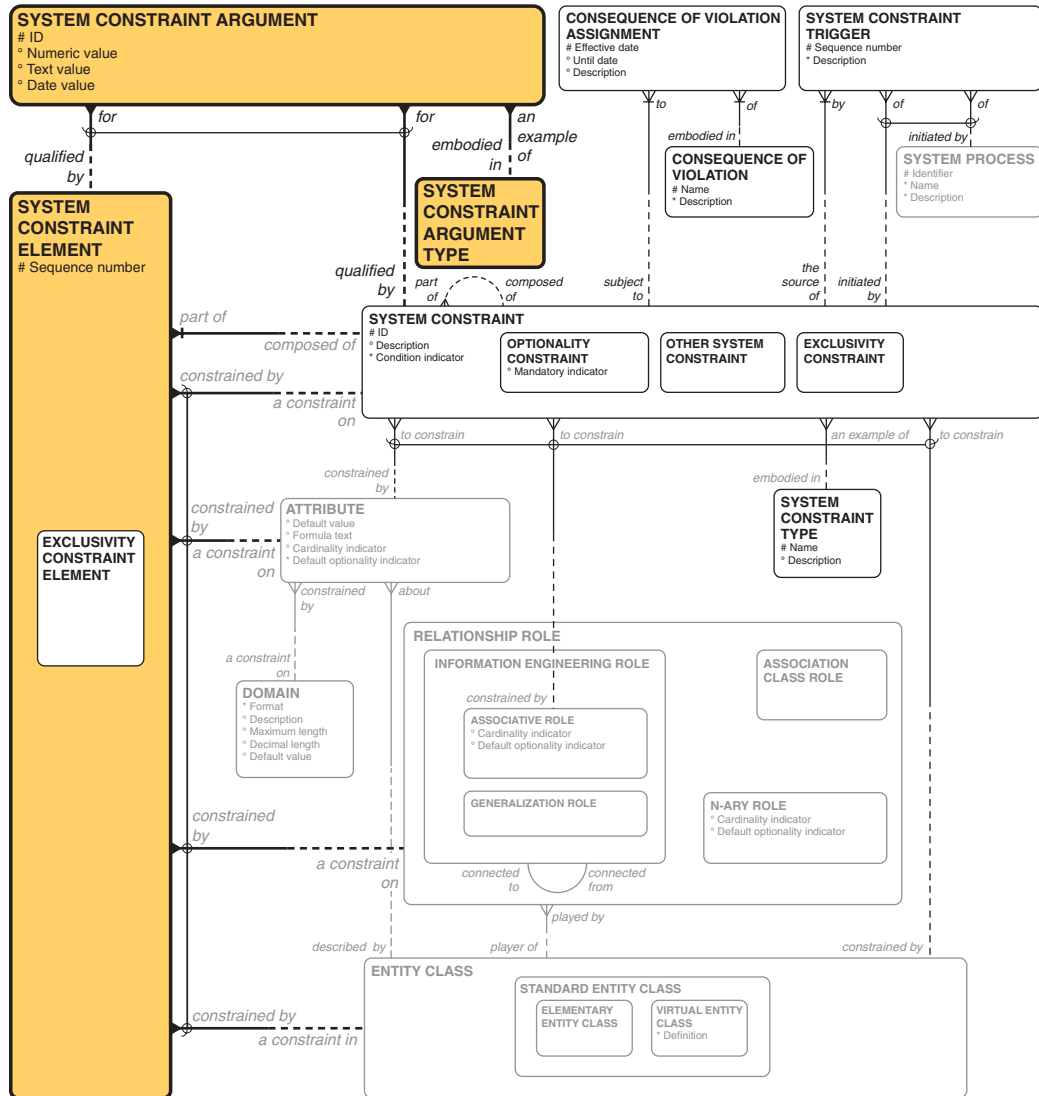 SYSTEM CONSTRAINT ARGUMENT
# ID
° Numeric value
° Text value
° Date value
CONSEQUENCE OF VIOLATION
ASSIGNMENT
# Effective date
° Until date
° Description
SYSTEM CONSTRAINT
TRIGGER
# Sequence number
* Description
for
for
an
example
of
embodied
in
qualified
by
to
of
by
of
of
embodied in
initiated by
CONSEQUENCE OF
VIOLATION
# Name
* Description
SYSTEM PROCESS
# Identifier
* Name
* Description
SYSTEM
CONSTRAINT
ARGUMENT
TYPE
SYSTEM
CONSTRAINT
ELEMENT
# Sequence number
qualified
by
part
of
composed
of
subject
to
the
source
of
initiated
by
part of
composed of
SYSTEM CONSTRAINT
# ID
° Description
* Condition indicator
OPTIONALITY
CONSTRAINT
° Mandatory indicator
OTHER SYSTEM
CONSTRAINT
EXCLUSIVITY
CONSTRAINT
constrained by
a constraint
on
to constrain
to constrain
an example of
to constrain
constrained
by
embodied in
ATTRIBUTE
° Default value
° Formula text
° Cardinality indicator
* Default optionality indicator
SYSTEM
CONSTRAINT
TYPE
# Name
° Description
constrained
by
a constraint
on
EXCLUSIVITY
CONSTRAINT
ELEMENT
constrained
by
about
a constraint
on
DOMAIN
* Format
° Description
° Maximum length
° Decimal length
° Default value
RELATIONSHIP ROLE
INFORMATION ENGINEERING ROLE
ASSOCIATION
CLASS ROLE
constrained by
ASSOCIATIVE ROLE
° Cardinality indicator
° Default optionality indicator
GENERALIZATION ROLE
N-ARY ROLE
° Cardinality indicator
° Default optionality indicator
constrained
by
a constraint
on
connected
to
connected
from
played by
described by
player of
constrained by
ENTITY CLASS
STANDARD ENTITY CLASS
ELEMENTARY
ENTITY CLASS
VIRTUAL ENTITY
CLASS
* Definition
constrained by
a constraint in